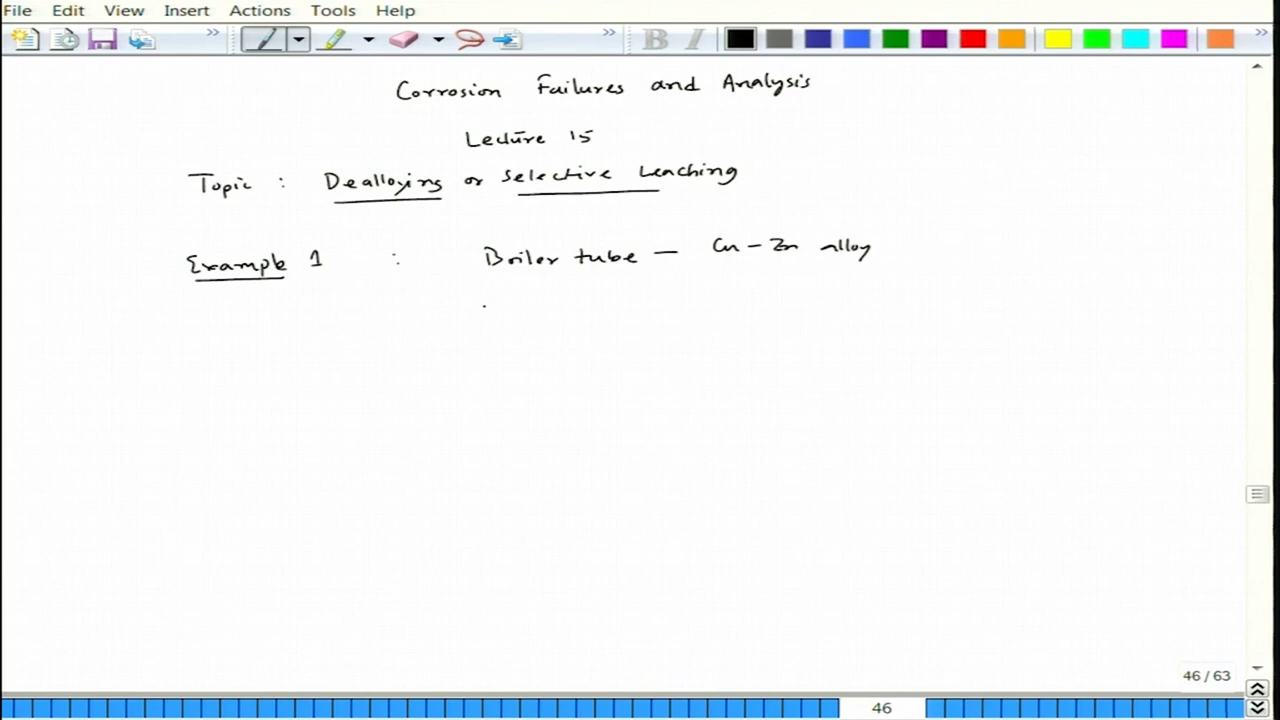 File Edit View Insert Actions Tools Help
Corrosion Failures and Analysis
Lecture 15
Topic : Dealloying or Selective Leaching
Example 1 : Boiler tube – Cu – Zn alloy
46 / 63
46